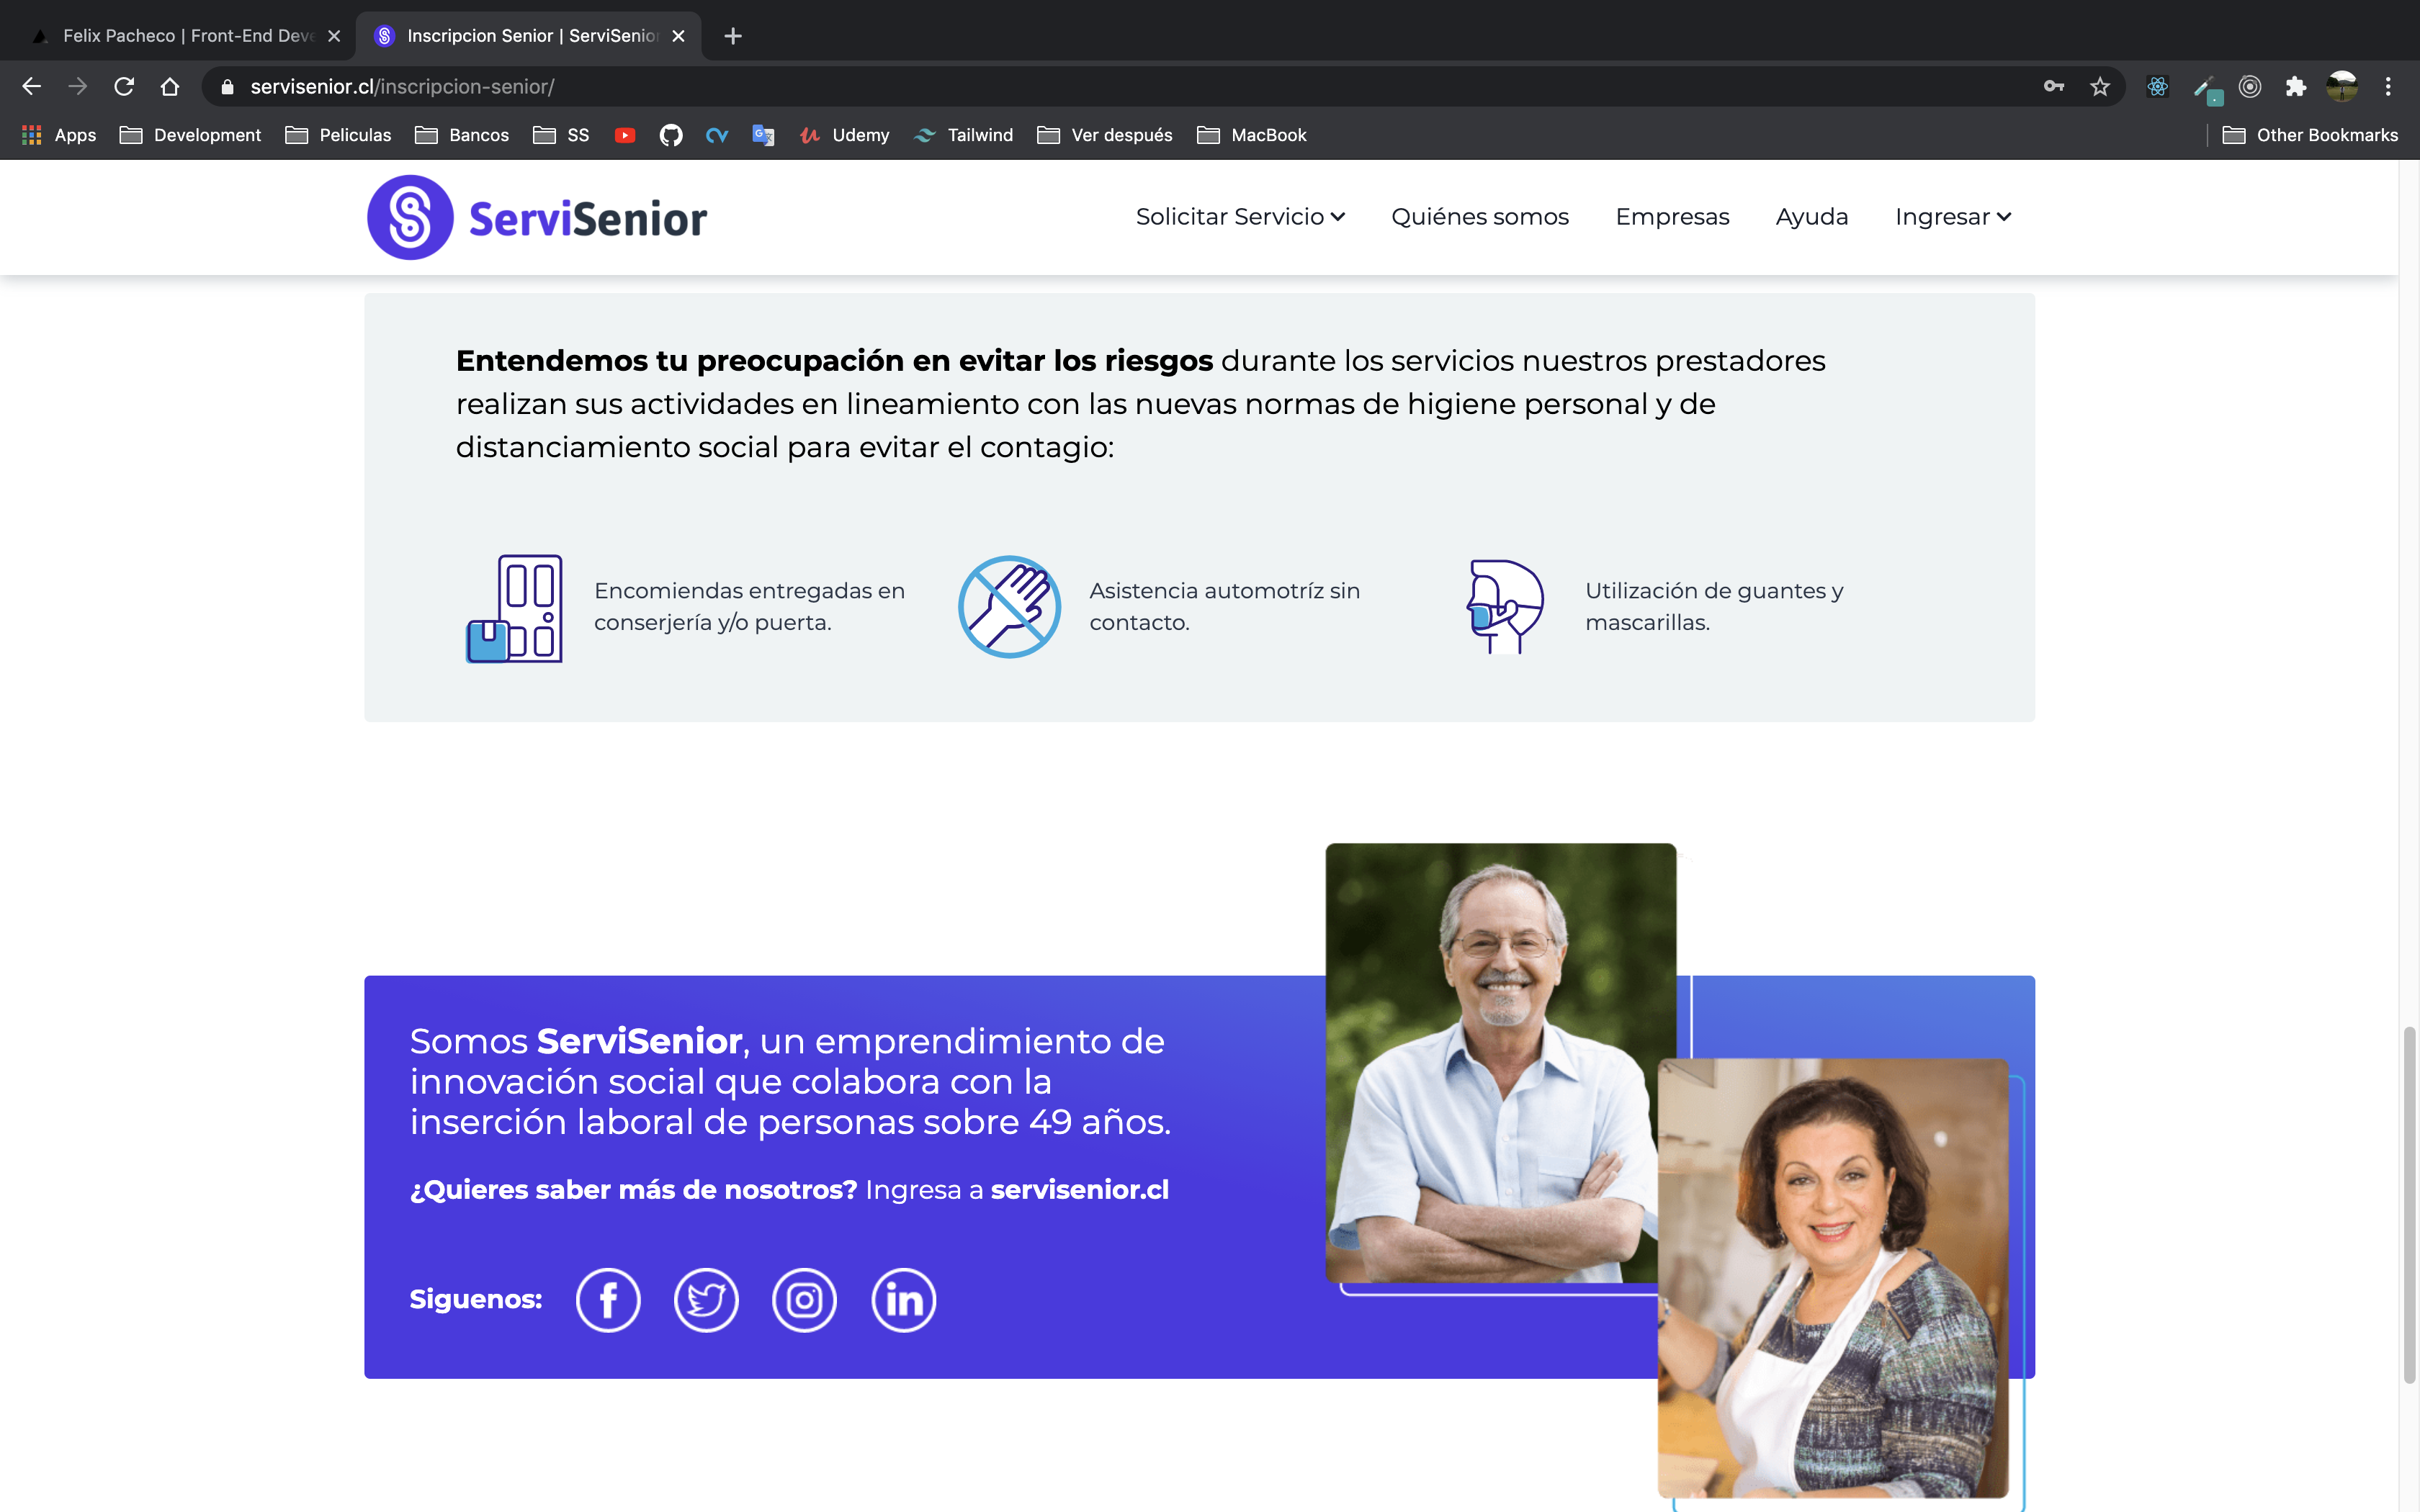 Felix Pacheco | Front-End Deve
Inscripcion Senior | ServiSenior
servisenior.cl/inscripcion-senior/
Apps Development Peliculas Bancos SS Udemy Tailwind Ver después MacBook Other Bookmarks
ServiSenior
Solicitar Servicio Quiénes somos Empresas Ayuda Ingresar
Entendemos tu preocupación en evitar los riesgos durante los servicios nuestros prestadores
realizan sus actividades en lineamiento con las nuevas normas de higiene personal y de
distanciamiento social para evitar el contagio:
Encomiendas entregadas en
conserjería y/o puerta.
Asistencia automotríz sin
contacto.
Utilización de guantes y
mascarillas.
Somos ServiSenior, un emprendimiento de
innovación social que colabora con la
inserción laboral de personas sobre 49 años.
¿Quieres saber más de nosotros? Ingresa a servisenior.cl
Siguenos: